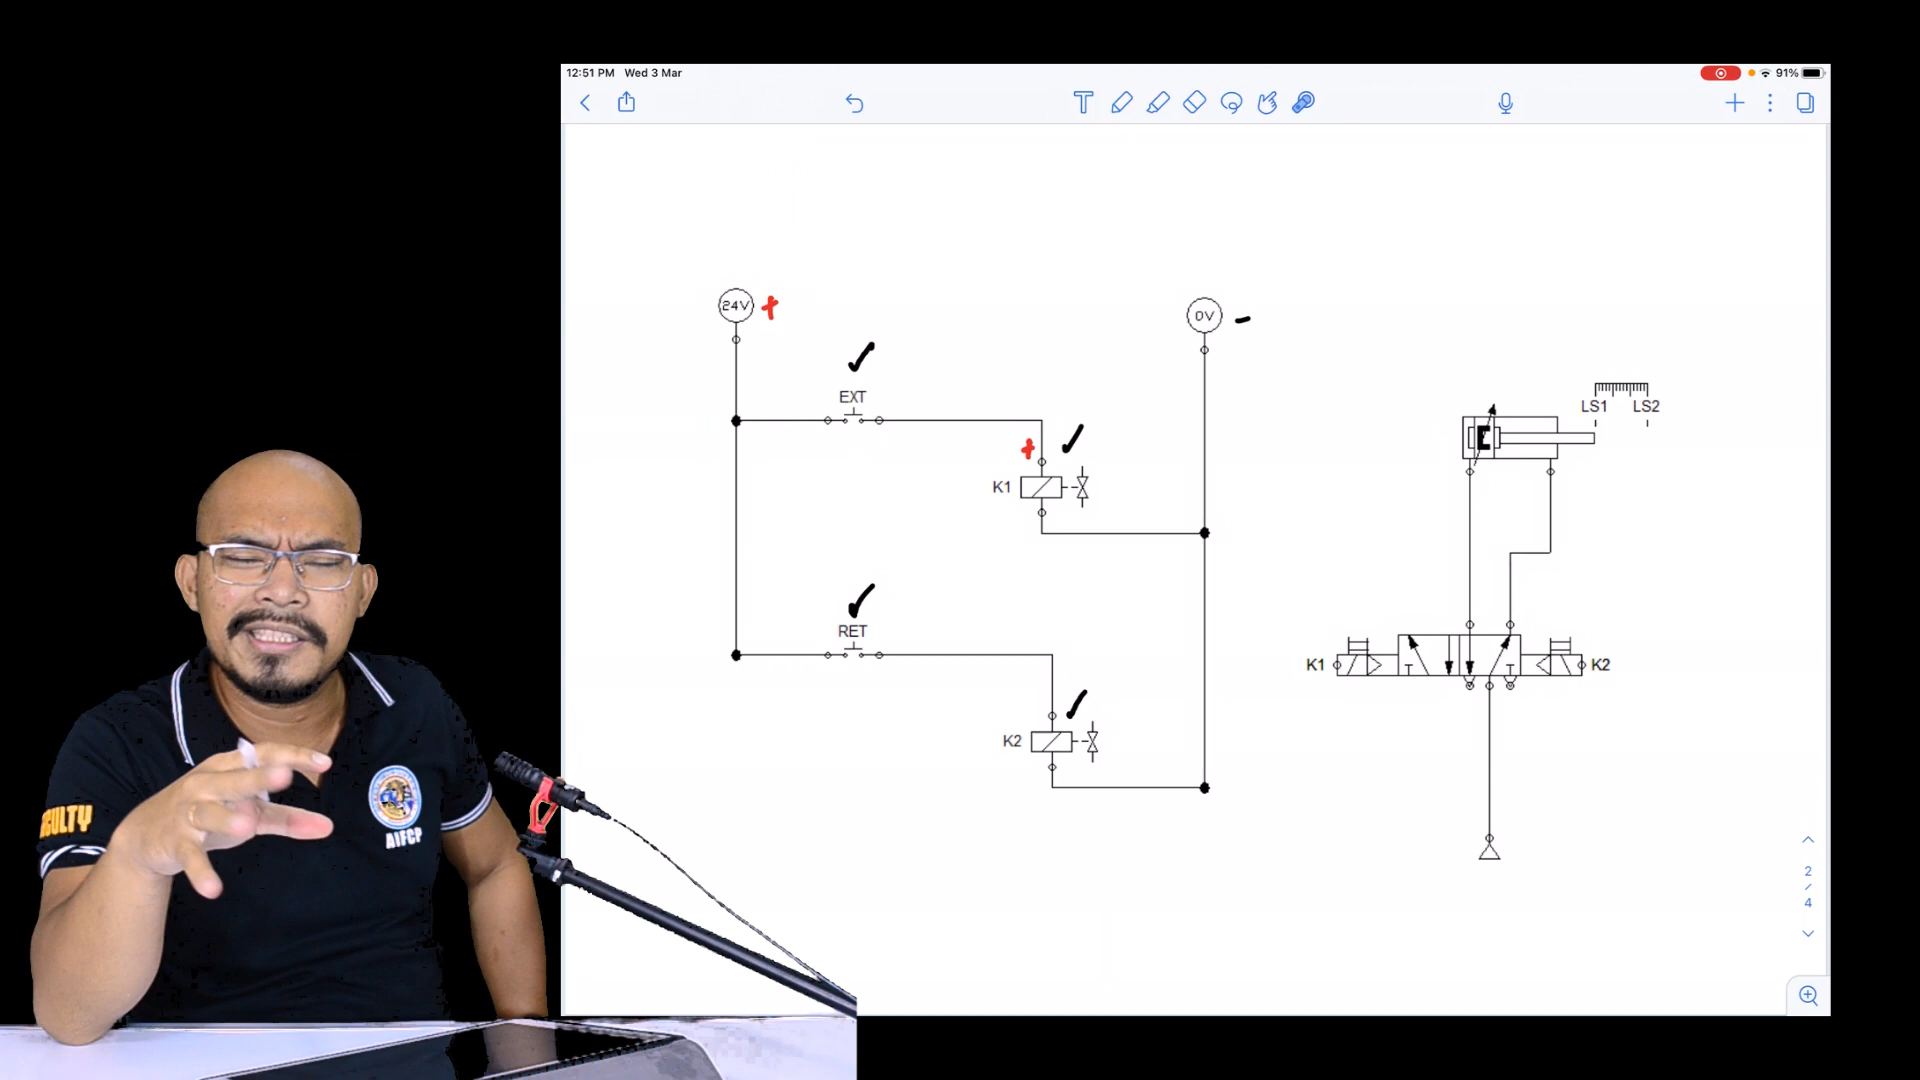 12:51 PM Wed 3 Mar
91%
24V +
0V -
EXT
LS1 LS2
+
K1
RET
K1
K2
K2
CULTY
AIFCP
2
/
4